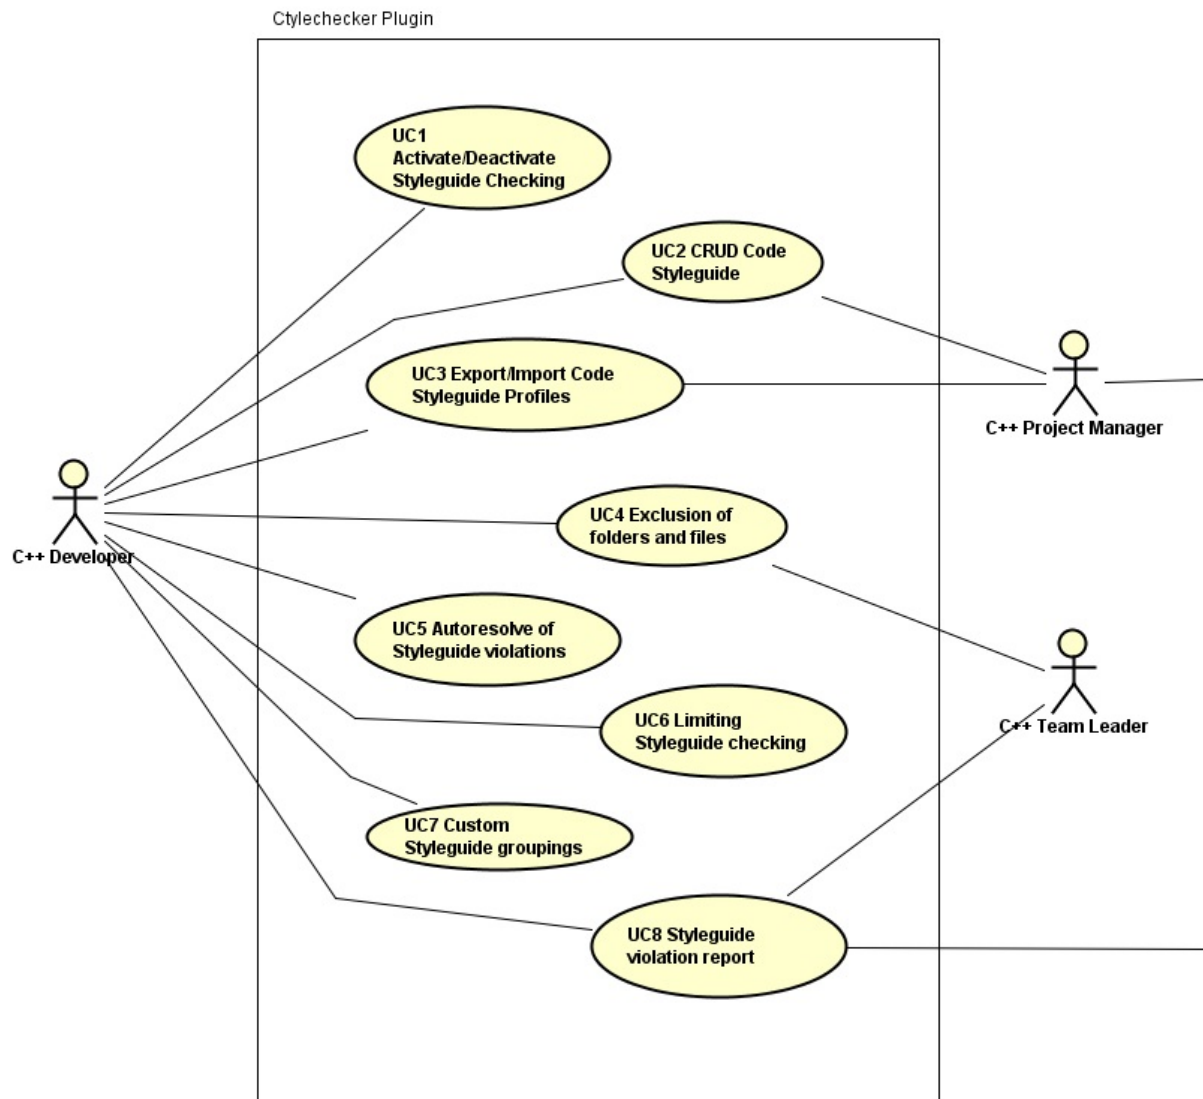 Ctylechecker Plugin
UC1
Activate/Deactivate
Styleguide Checking
UC2 CRUD Code
Styleguide
UC3 Export/Import Code
Styleguide Profiles
C++ Project Manager
UC4 Exclusion of
folders and files
C++ Developer
UC5 Autoresolve of
Styleguide violations
UC6 Limiting
Styleguide checking
C++ Team Leader
UC7 Custom
Styleguide groupings
UC8 Styleguide
violation report